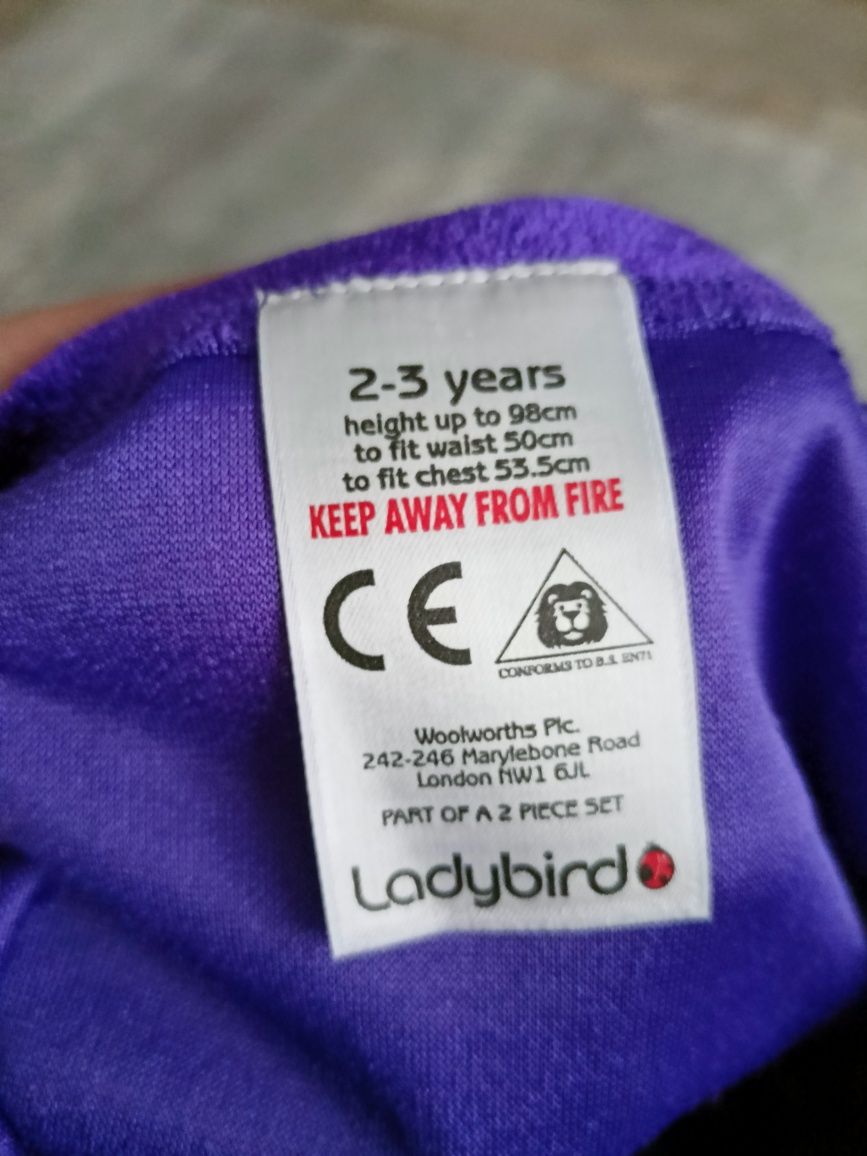 2-3 years
height up to 98cm
to fit waist 50cm
to fit chest 53.5cm
KEEP AWAY FROM FIRE
CE
CONFORMS TO B.S. EN71
Woolworths Plc.
242-246 Marylebone Road
London NW1 6JL
PART OF A 2 PIECE SET
Ladybird